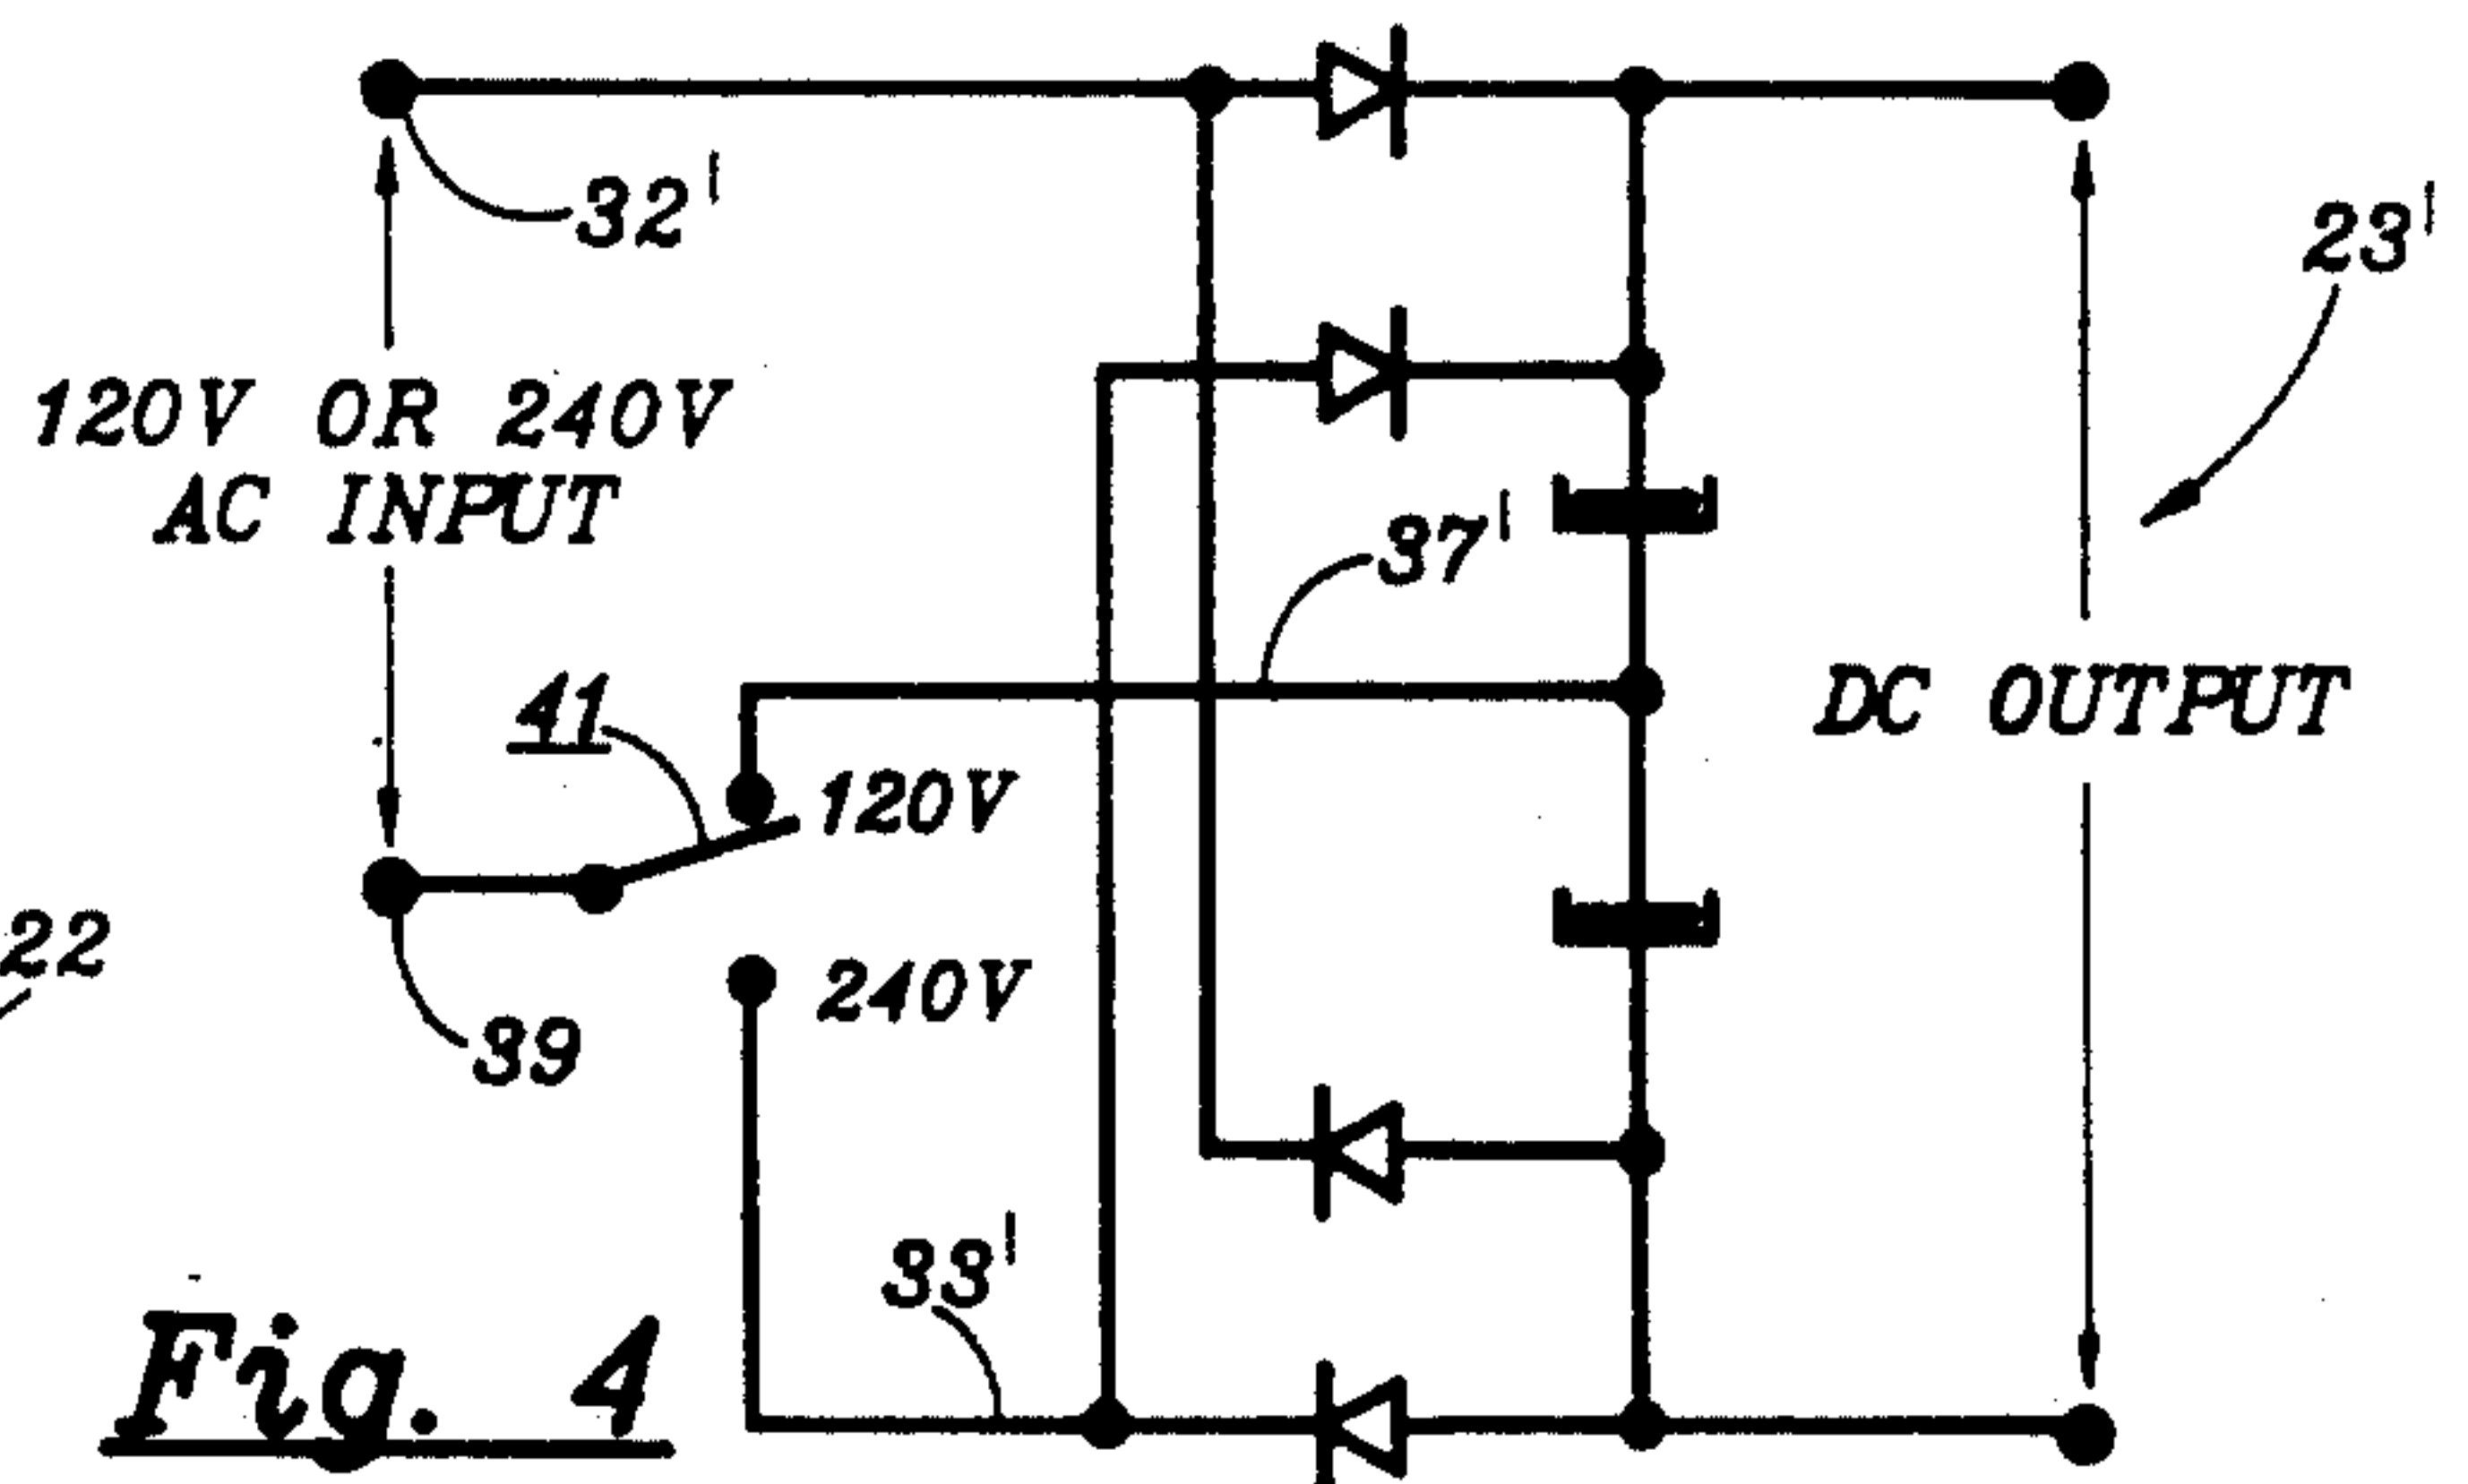 32'
23'
120V OR 240V
AC INPUT
37'
41
DC OUTPUT
120V
22
240V
39
33'
Fig. 4